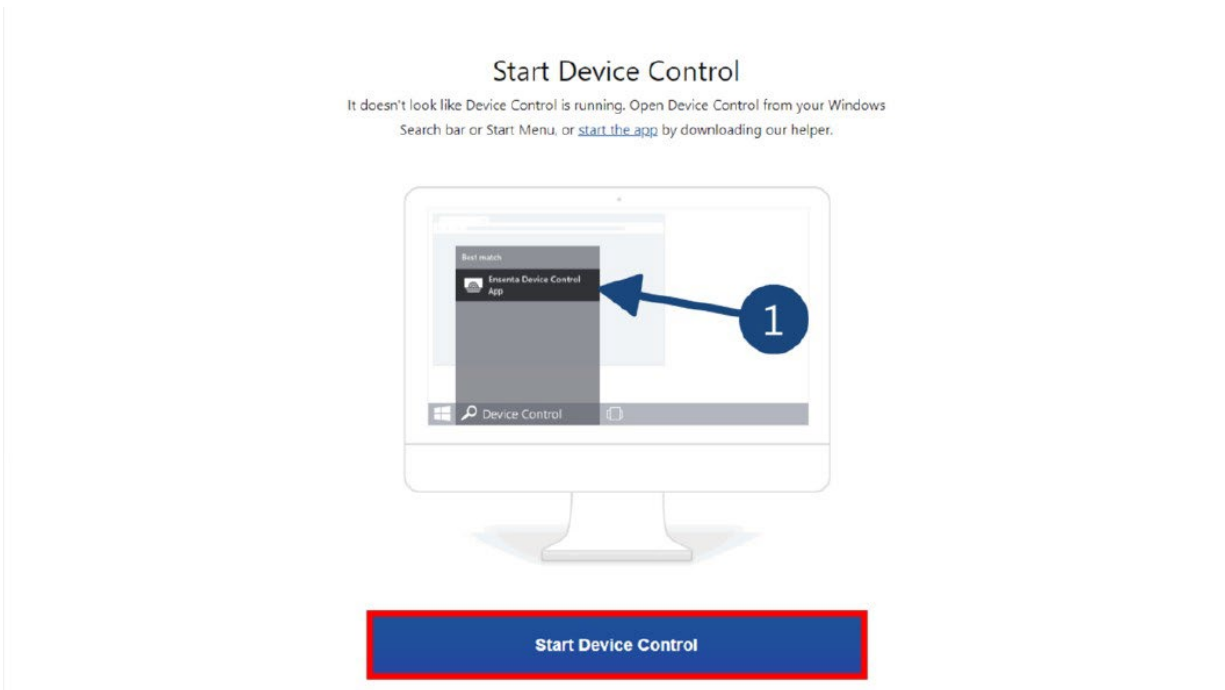 Start Device Control
It doesn't look like Device Control is running. Open Device Control from your Windows
Search bar or Start Menu, or start the app by downloading our helper.
Best match
Ensenta Device Control
App
1
Device Control
Start Device Control